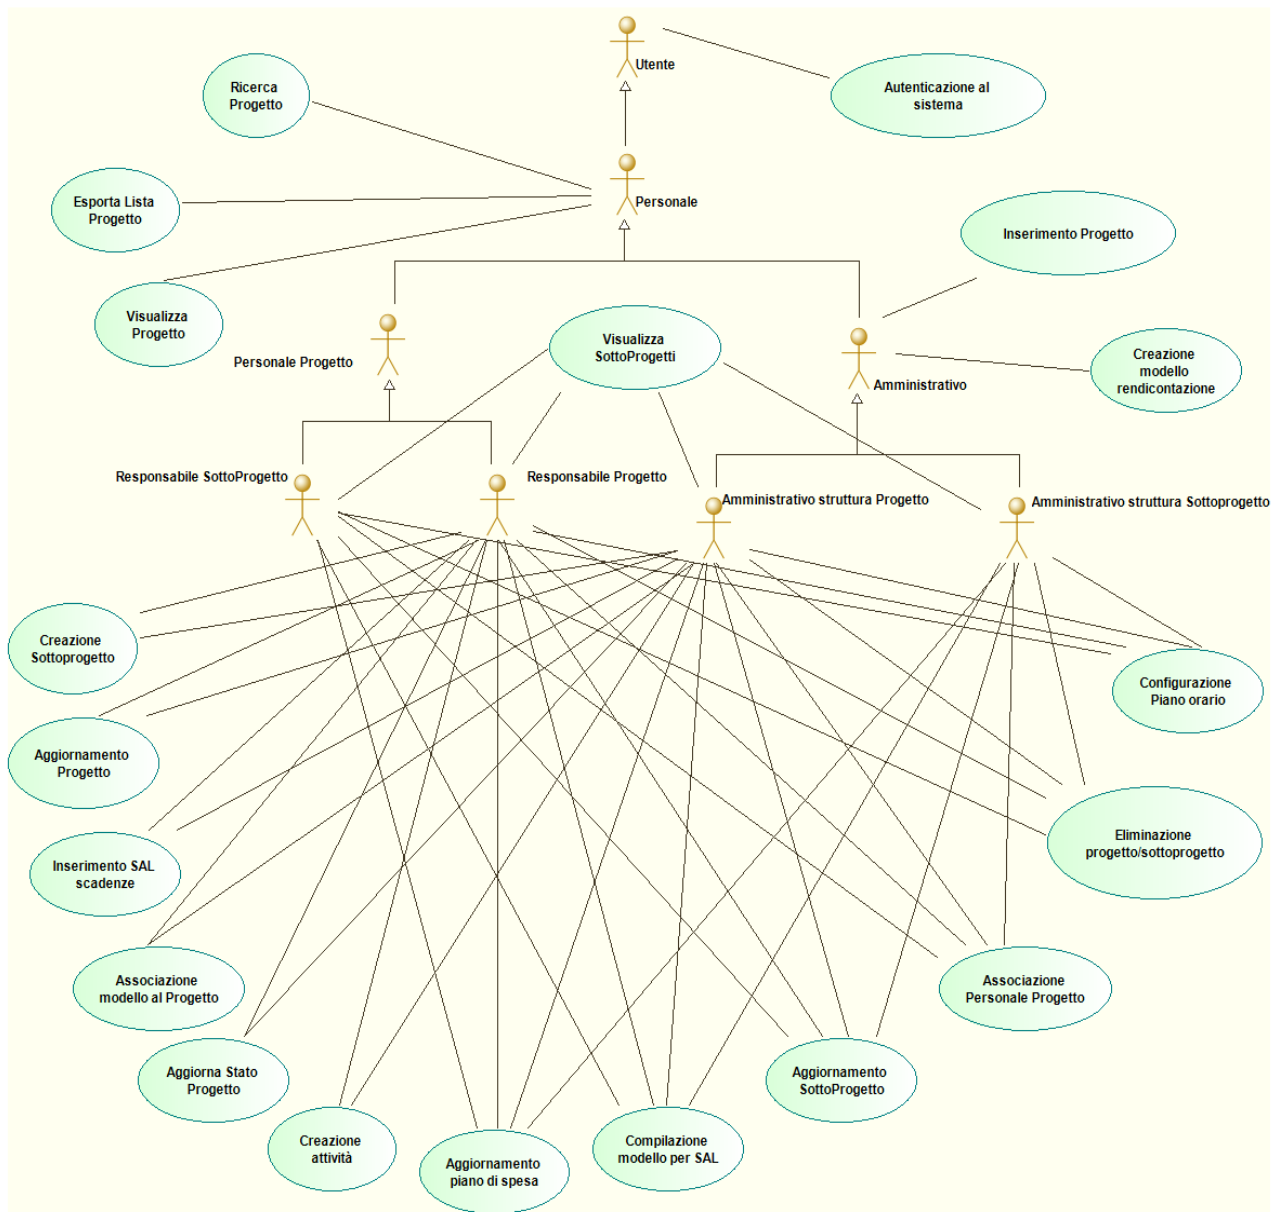 Utente
Autenticazione al
sistema
Ricerca
Progetto
Esporta Lista
Progetto
Personale
Inserimento Progetto
Visualizza
Progetto
Personale Progetto
Visualizza
SottoProgetti
Amministrativo
Creazione
modello
rendicontazione
Responsabile SottoProgetto
Responsabile Progetto
Amministrativo struttura Progetto
Amministrativo struttura Sottoprogetto
Creazione
Sottoprogetto
Configurazione
Piano orario
Aggiornamento
Progetto
Eliminazione
progetto/sottoprogetto
Inserimento SAL
scadenze
Associazione
modello al Progetto
Associazione
Personale Progetto
Aggiorna Stato
Progetto
Aggiornamento
SottoProgetto
Creazione
attività
Aggiornamento
piano di spesa
Compilazione
modello per SAL